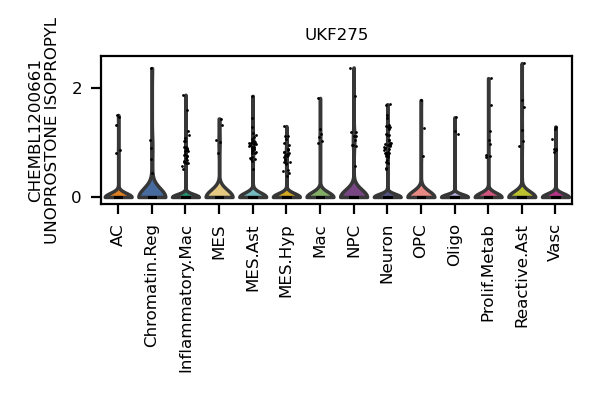 UKF275
CHEMBL1200661
UNOPROSTONE ISOPROPYL
2
0
AC
Chromatin.Reg
Inflammatory.Mac
MES
MES.Ast
MES.Hyp
Mac
NPC
Neuron
OPC
Oligo
Prolif.Metab
Reactive.Ast
Vasc